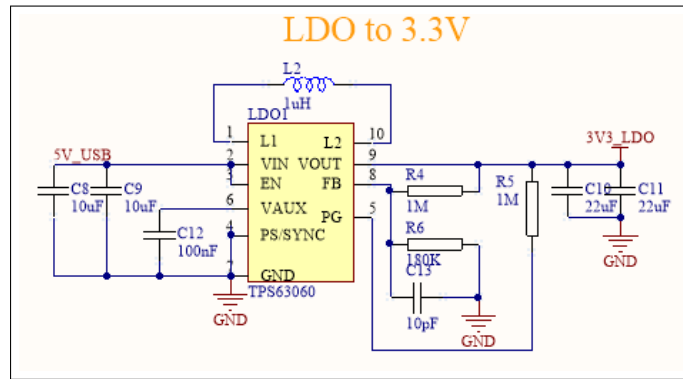 LDO to 3.3V
L2
1uH
LDO1
1 L1 L2 10
5V_USB
2 VIN VOUT 9
3 EN FB 8
6 VAUX
PG 5
4 PS/SYNC
7 GND
TPS63060
GND
C8
10uF
C9
10uF
C12
100nF
R4
1M
R6
180K
C13
10pF
GND
R5
1M
3V3_LDO
C10
22uF
C11
22uF
GND